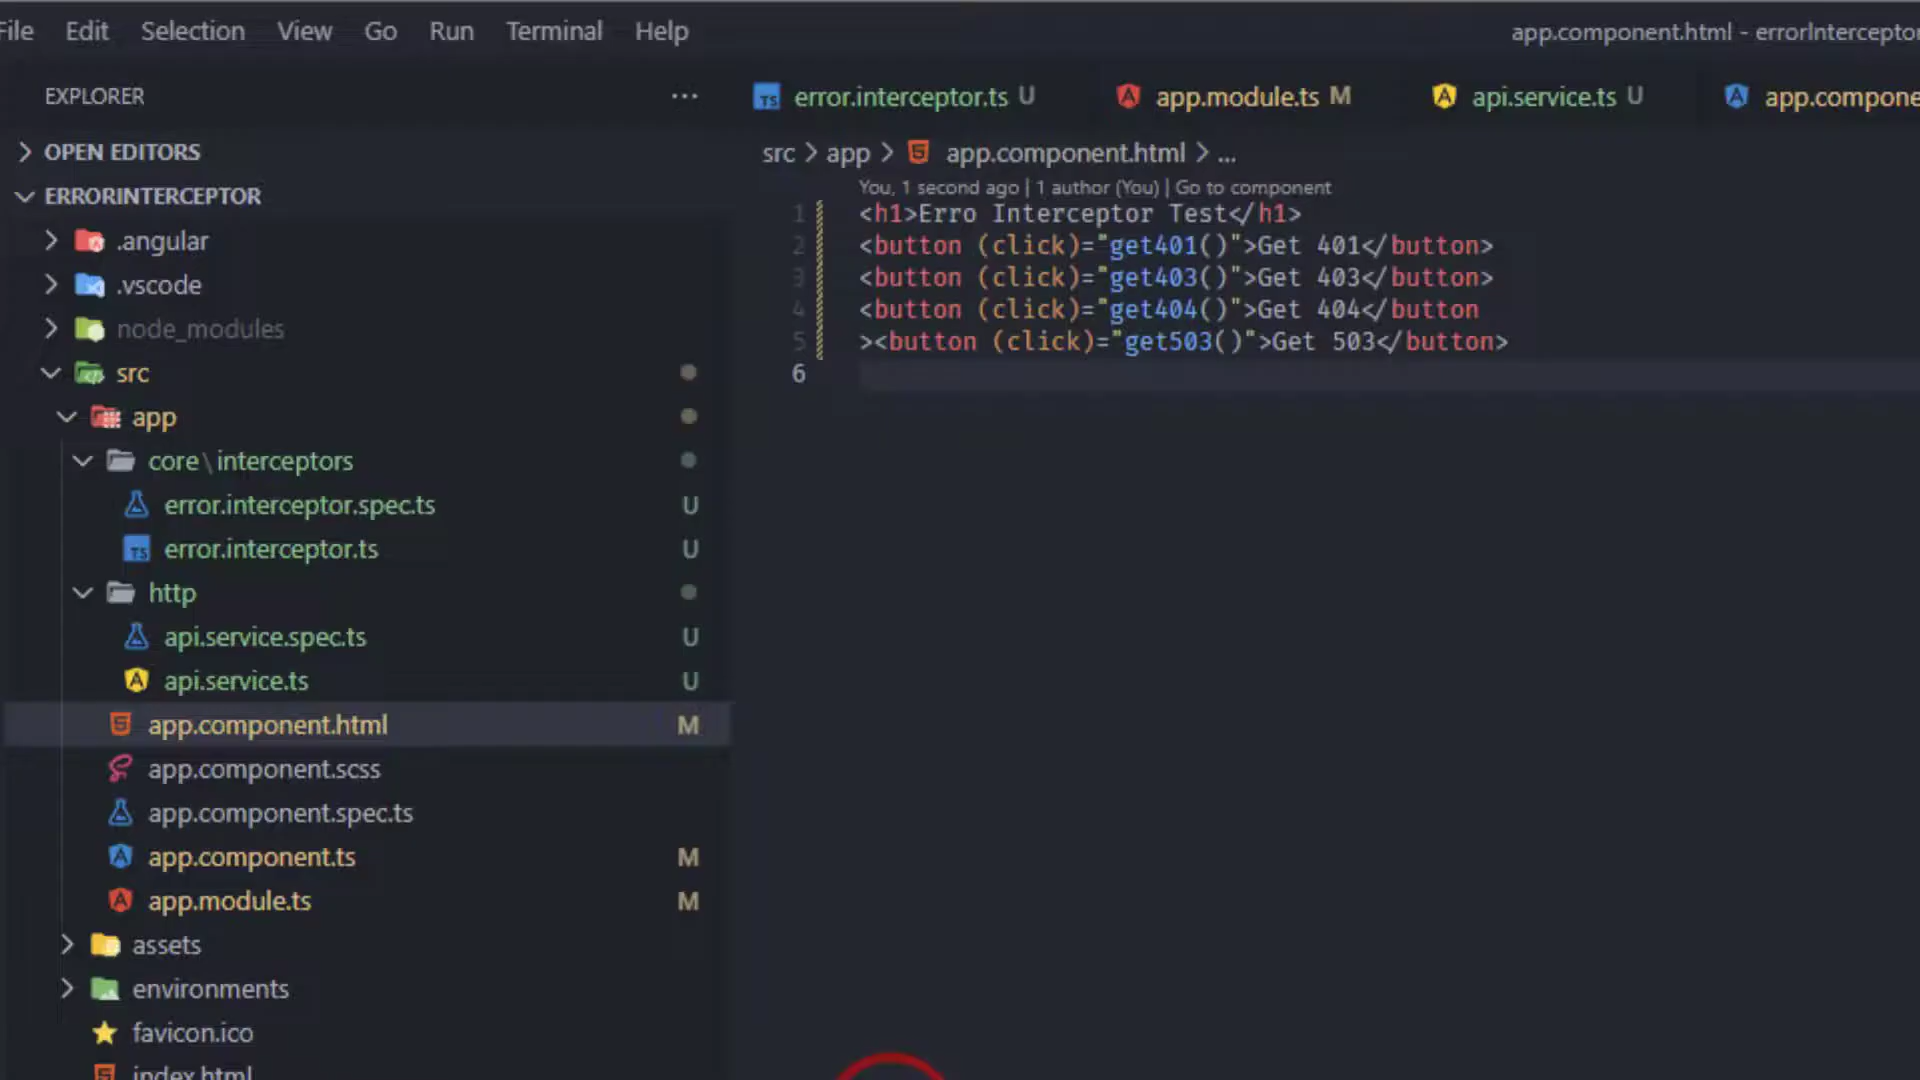 File Edit Selection View Go Run Terminal Help
app.component.html - errorInterceptor
EXPLORER
error.interceptor.ts U
app.module.ts M
api.service.ts U
app.compone
OPEN EDITORS
ERRORINTERCEPTOR
.angular
.vscode
node_modules
src
app
core\interceptors
error.interceptor.spec.ts U
error.interceptor.ts U
http
api.service.spec.ts U
api.service.ts U
app.component.html M
app.component.scss
app.component.spec.ts
app.component.ts M
app.module.ts M
assets
environments
favicon.ico
index.html
src > app > app.component.html > ...
You, 1 second ago | 1 author (You) | Go to component
1 <h1>Erro Interceptor Test</h1>
2 <button (click)="get401()">Get 401</button>
3 <button (click)="get403()">Get 403</button>
4 <button (click)="get404()">Get 404</button
5 ><button (click)="get503()">Get 503</button>
6